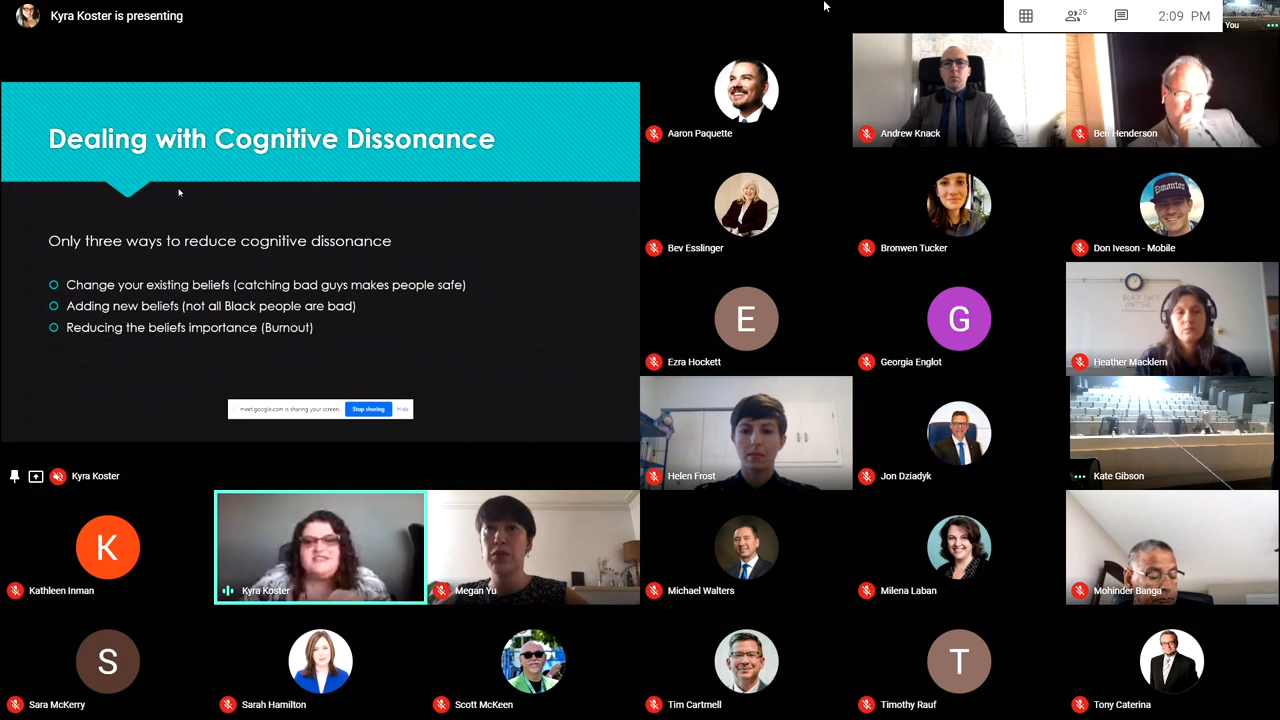 Kyra Koster is presenting
25
2:09 PM
You
Dealing with Cognitive Dissonance
Only three ways to reduce cognitive dissonance
Change your existing beliefs (catching bad guys makes people safe)
Adding new beliefs (not all Black people are bad)
Reducing the beliefs importance (Burnout)
meet.google.com is sharing your screen.
Stop sharing
Hide
Aaron Paquette
Andrew Knack
Ben Henderson
Bev Esslinger
Bronwen Tucker
Edmonton
Don Iveson - Mobile
E
Ezra Hockett
G
Georgia Englot
BLACK LIVES
MATTER
Heather Macklem
Kyra Koster
Helen Frost
Jon Dziadyk
Kate Gibson
K
Kathleen Inman
Kyra Koster
Megan Yu
Michael Walters
Milena Laban
Mohinder Banga
S
Sara McKerry
Sarah Hamilton
Scott McKeen
Tim Cartmell
T
Timothy Rauf
Tony Caterina